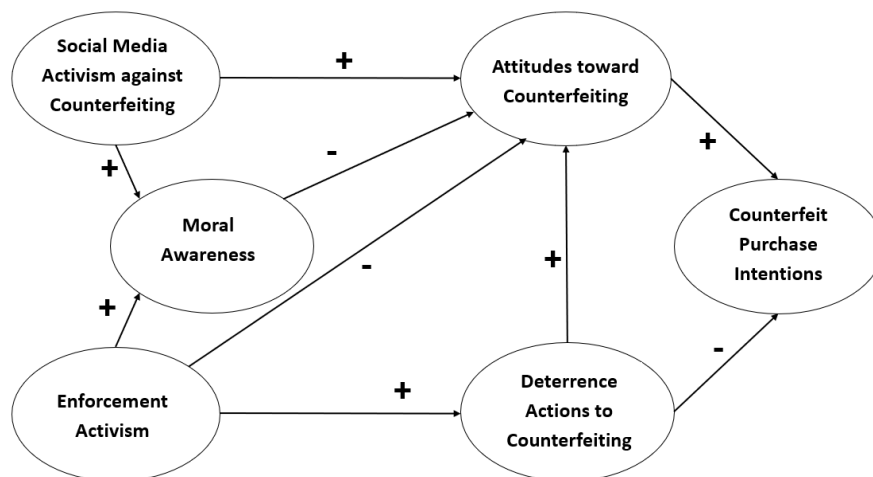 Social Media
Activism against
Counterfeiting
+
Attitudes toward
Counterfeiting
+
-
+
Moral
Awareness
Counterfeit
Purchase
Intentions
+
-
+
-
Enforcement
Activism
+
Deterrence
Actions to
Counterfeiting